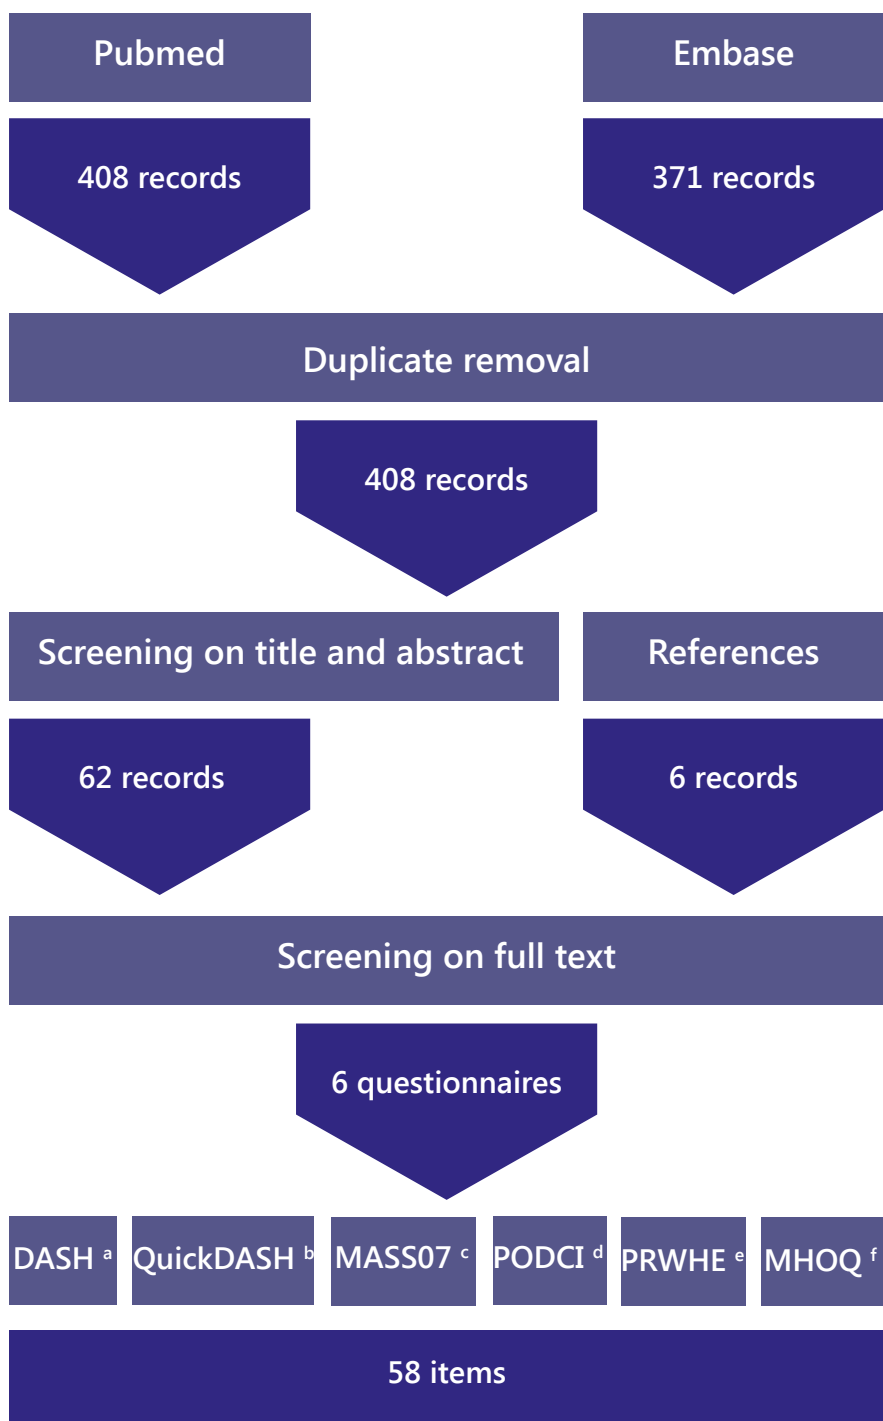 Pubmed
Embase
408 records
371 records
Duplicate removal
408 records
Screening on title and abstract
References
62 records
6 records
Screening on full text
6 questionnaires
DASH a
QuickDASH b
MASS07 c
PODCI d
PRWHE e
MHOQ f
58 items